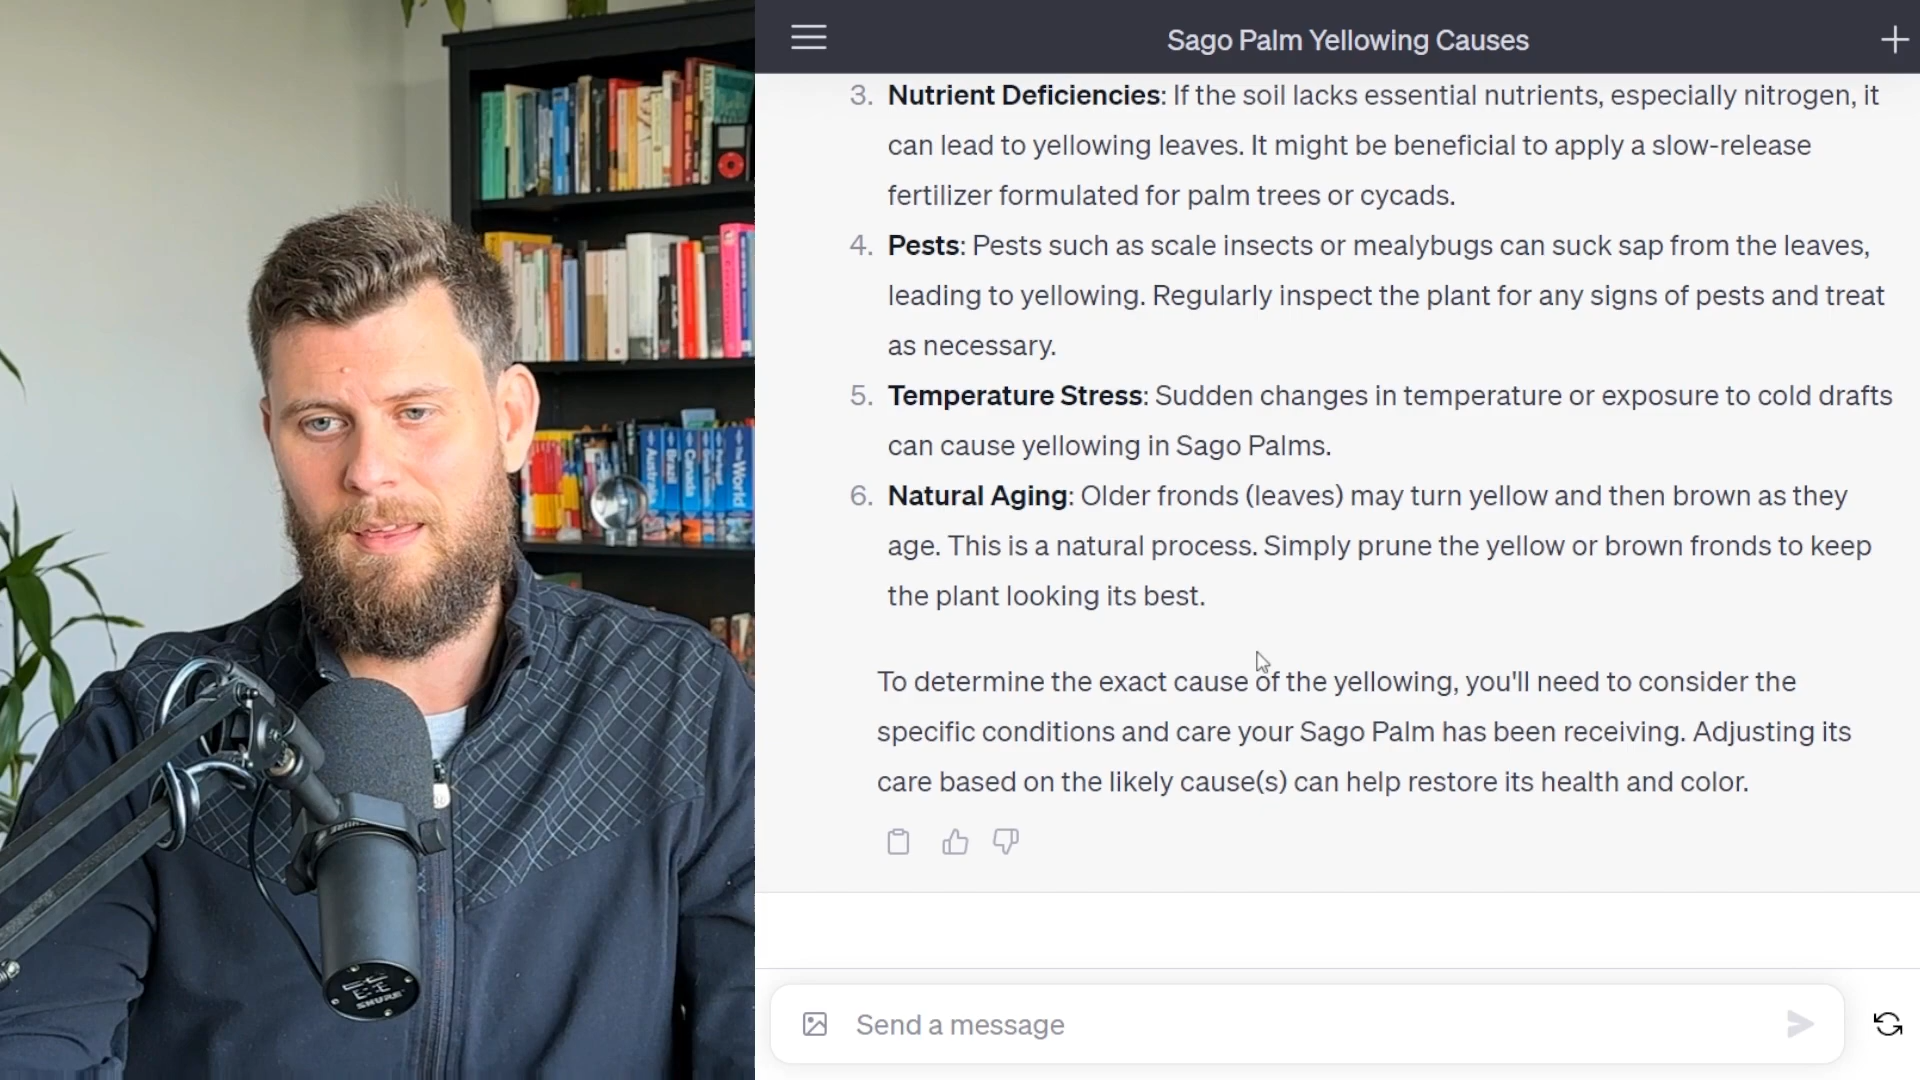 Sago Palm Yellowing Causes
3. Nutrient Deficiencies: If the soil lacks essential nutrients, especially nitrogen, it
can lead to yellowing leaves. It might be beneficial to apply a slow-release
fertilizer formulated for palm trees or cycads.
4. Pests: Pests such as scale insects or mealybugs can suck sap from the leaves,
leading to yellowing. Regularly inspect the plant for any signs of pests and treat
as necessary.
5. Temperature Stress: Sudden changes in temperature or exposure to cold drafts
can cause yellowing in Sago Palms.
6. Natural Aging: Older fronds (leaves) may turn yellow and then brown as they
age. This is a natural process. Simply prune the yellow or brown fronds to keep
the plant looking its best.
To determine the exact cause of the yellowing, you'll need to consider the
specific conditions and care your Sago Palm has been receiving. Adjusting its
care based on the likely cause(s) can help restore its health and color.
Send a message
Australia
Brazil
Canada
Portugal
The World
SHURE